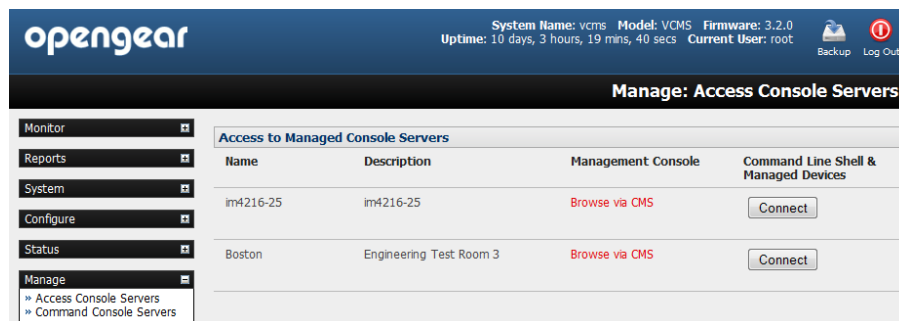 opengear
System Name: vcms Model: VCMS Firmware: 3.2.0
Uptime: 10 days, 3 hours, 19 mins, 40 secs Current User: root
Backup Log Out
Manage: Access Console Servers
Monitor
Reports
System
Configure
Status
Manage
» Access Console Servers
» Command Console Servers
Access to Managed Console Servers
Name Description Management Console Command Line Shell &
Managed Devices
im4216-25 im4216-25 Browse via CMS Connect
Boston Engineering Test Room 3 Browse via CMS Connect